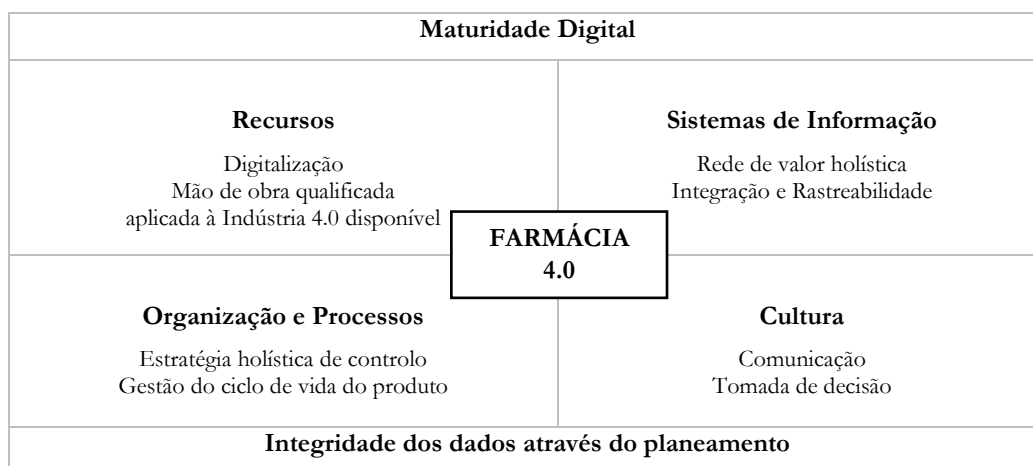 Maturidade Digital
Recursos
Digitalização
Mão de obra qualificada
aplicada à Indústria 4.0 disponível
Sistemas de Informação
Rede de valor holística
Integração e Rastreabilidade
FARMÁCIA
4.0
Organização e Processos
Estratégia holística de controlo
Gestão do ciclo de vida do produto
Cultura
Comunicação
Tomada de decisão
Integridade dos dados através do planeamento